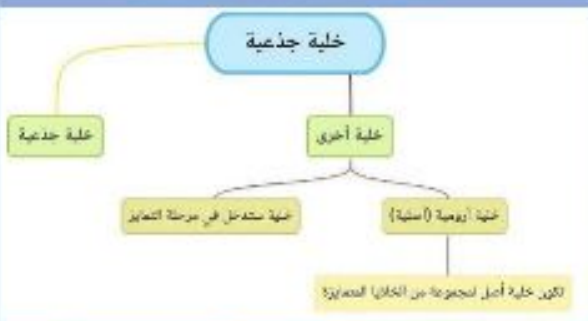 خلية جذعية
خلية جذعية
خلية أخرى
خلية ستدخل في مرحلة التمايز
خلية أرومية (أصلية)
تكون خلية أصل لمجموعة من الخلايا المتمايزة